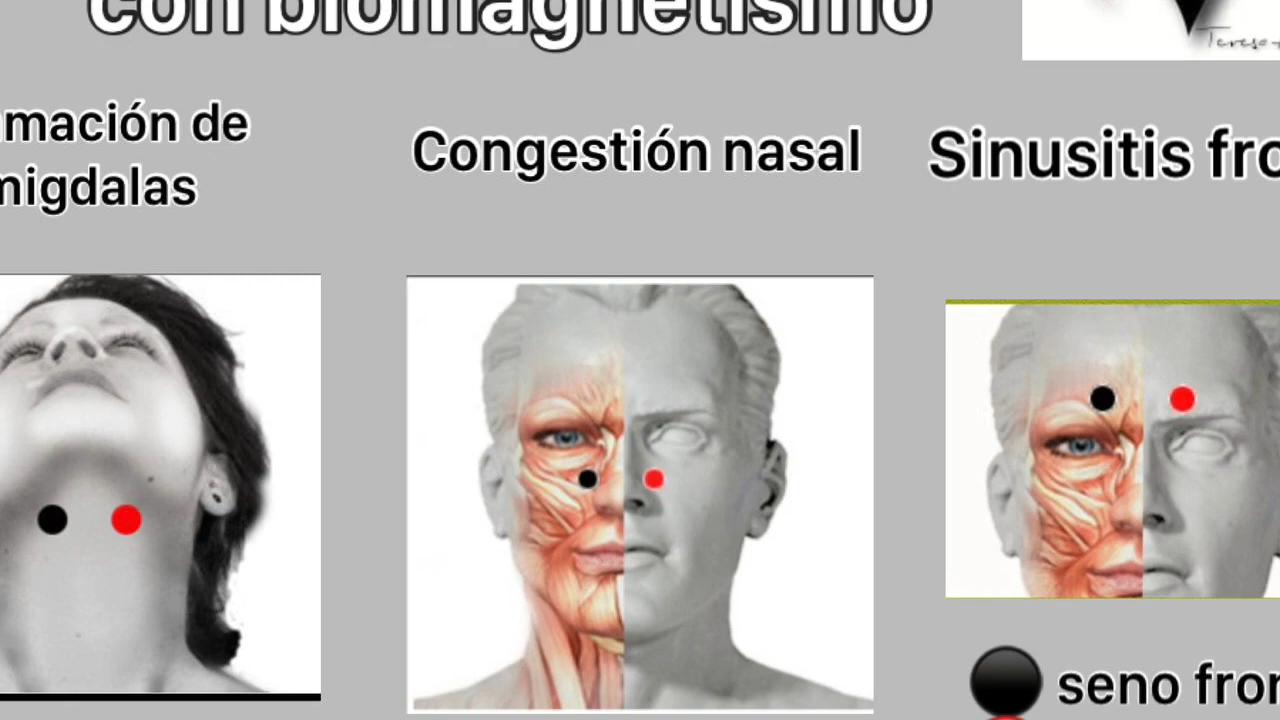 con biomagnetismo
mación de
migdalas
Congestión nasal
Sinusitis fro
seno fron